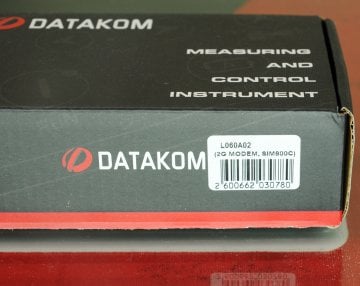 DATAKOM
MEASURING
AND
CONTROL
INSTRUMENT
DATAKOM
L060A02
(2G MODEM, SIM800C)
2 600662 030780